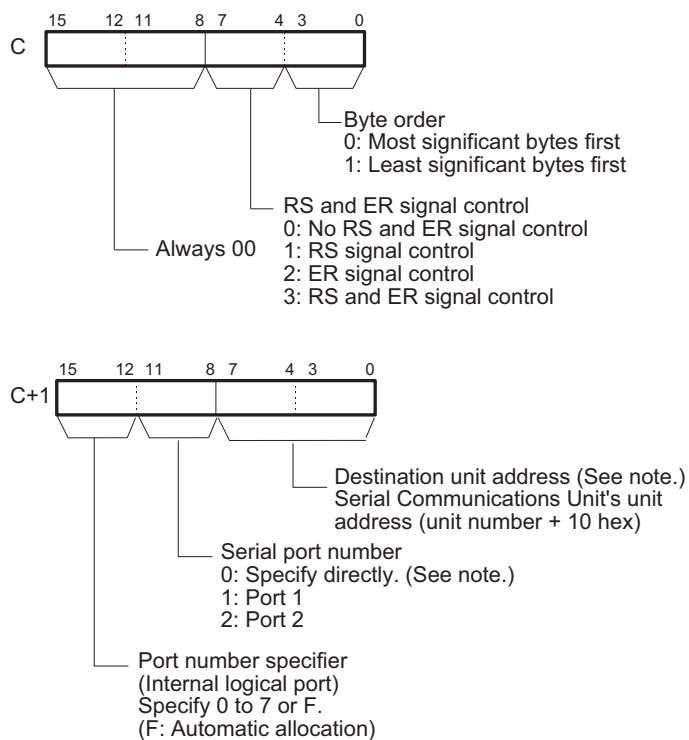 15 12 11 8 7 4 3 0
C
Byte order
0: Most significant bytes first
1: Least significant bytes first
RS and ER signal control
0: No RS and ER signal control
Always 00
1: RS signal control
2: ER signal control
3: RS and ER signal control
15 12 11 8 7 4 3 0
C+1
Destination unit address (See note.)
Serial Communications Unit's unit
address (unit number + 10 hex)
Serial port number
0: Specify directly. (See note.)
1: Port 1
2: Port 2
Port number specifier
(Internal logical port)
Specify 0 to 7 or F.
(F: Automatic allocation)